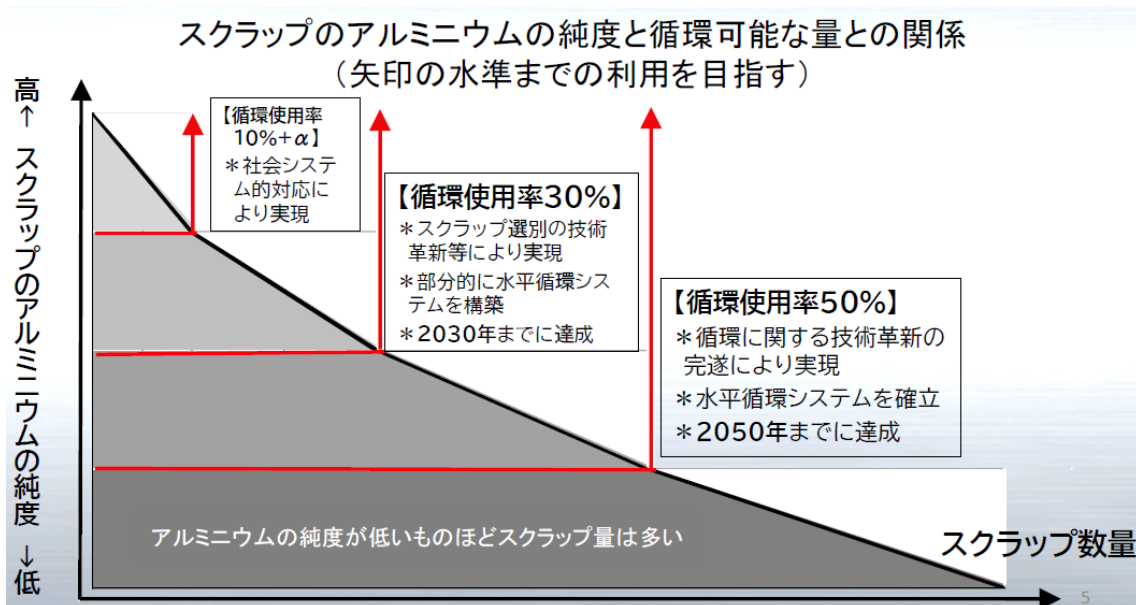 スクラップのアルミニウムの純度と循環可能な量との関係
（矢印の水準までの利用を目指す）
高↑ スクラップのアルミニウムの純度 ↓低
【循環使用率
10%+α】
＊社会システ
ム的対応に
より実現
【循環使用率30%】
＊スクラップ選別の技術
革新等により実現
＊部分的に水平循環シス
テムを構築
＊2030年までに達成
【循環使用率50%】
＊循環に関する技術革新の
完遂により実現
＊水平循環システムを確立
＊2050年までに達成
アルミニウムの純度が低いものほどスクラップ量は多い
スクラップ数量
5